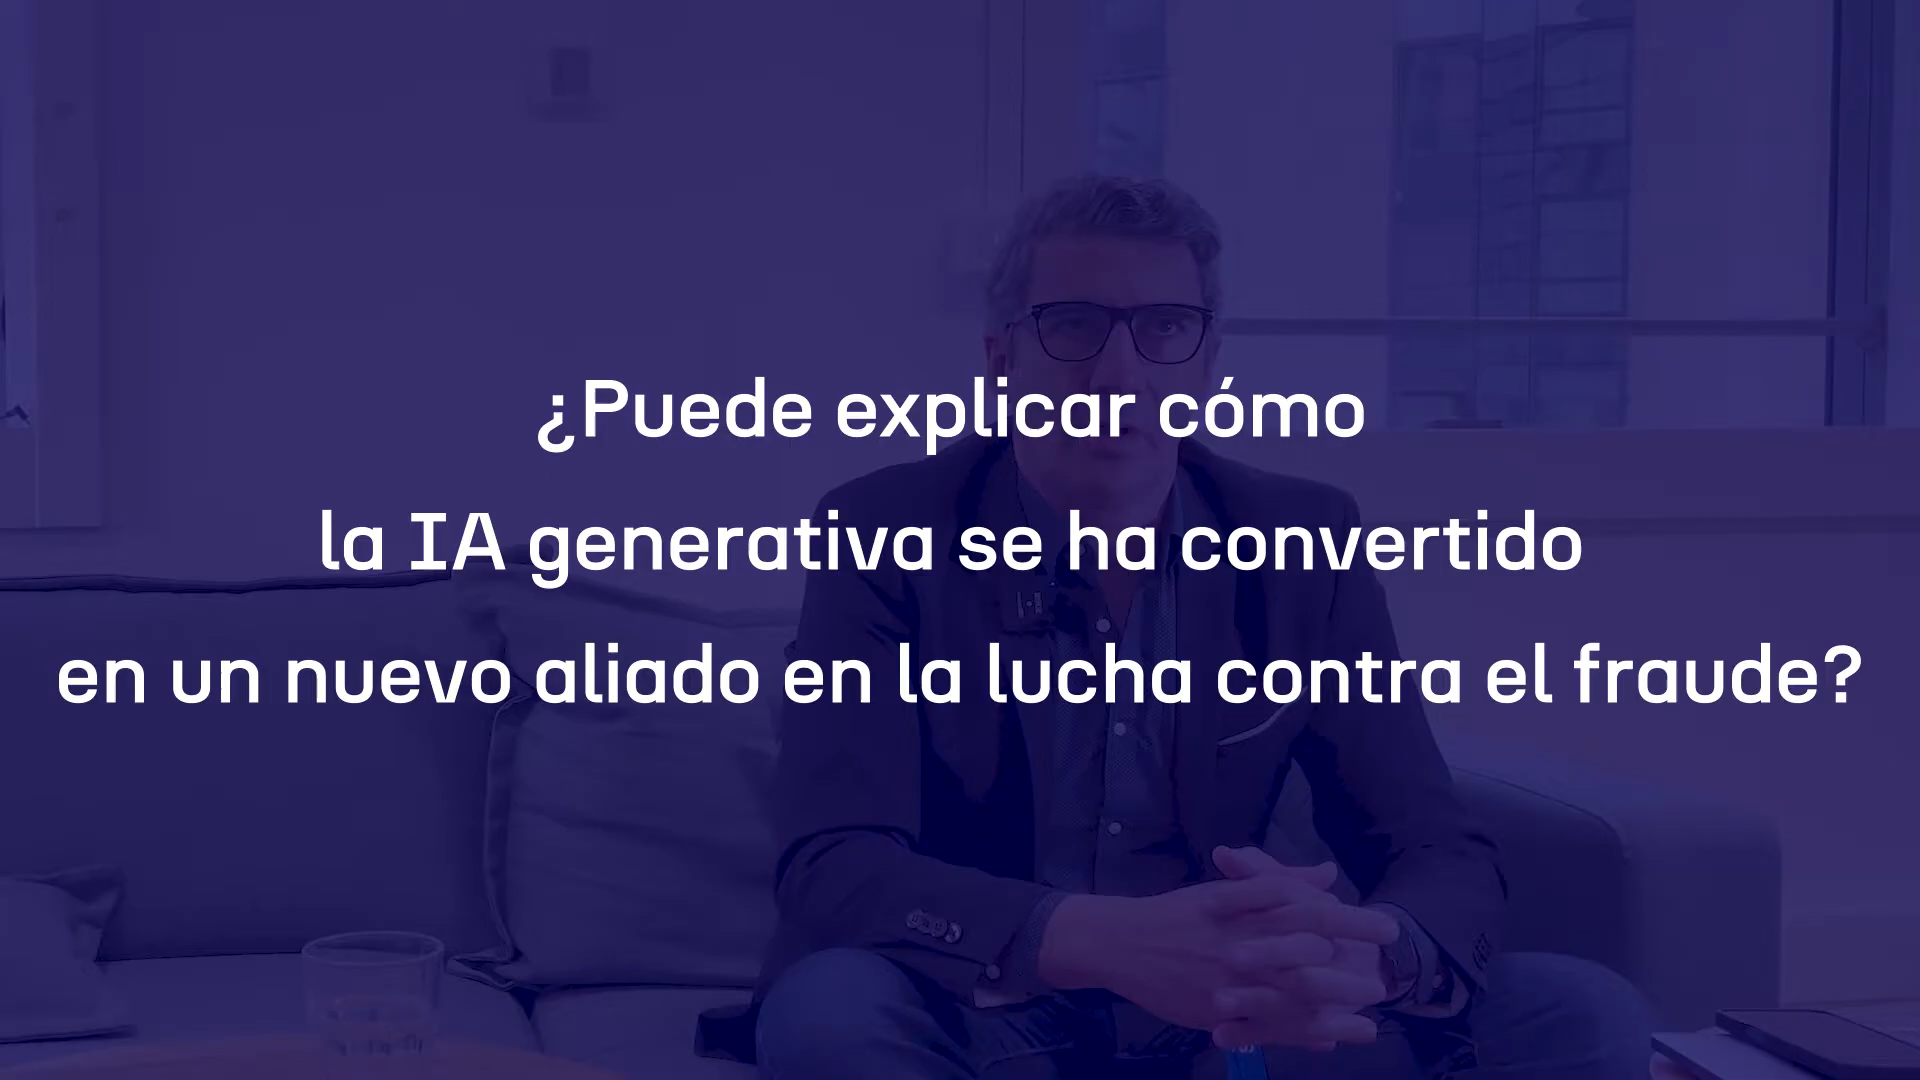 ¿Puede explicar cómo
la IA generativa se ha convertido
en un nuevo aliado en la lucha contra el fraude?